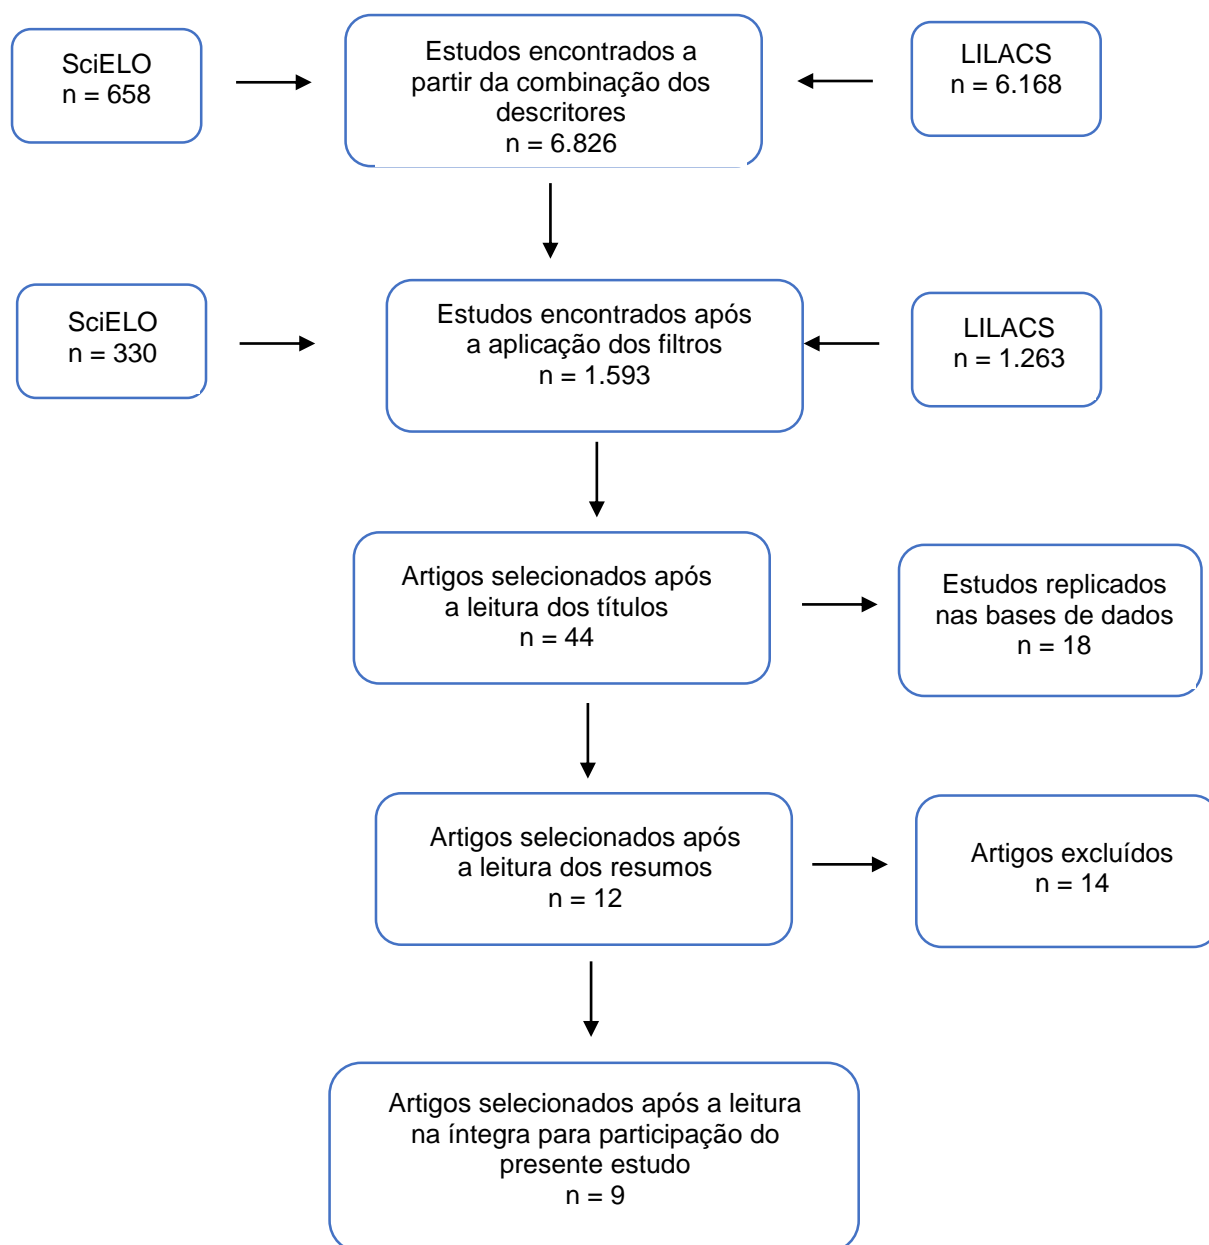 SciELO
n = 658
Estudos encontrados a
partir da combinação dos
descritores
n = 6.826
LILACS
n = 6.168
SciELO
n = 330
Estudos encontrados após
a aplicação dos filtros
n = 1.593
LILACS
n = 1.263
Artigos selecionados após
a leitura dos títulos
n = 44
Estudos replicados
nas bases de dados
n = 18
Artigos selecionados após
a leitura dos resumos
n = 12
Artigos excluídos
n = 14
Artigos selecionados após a leitura
na íntegra para participação do
presente estudo
n = 9